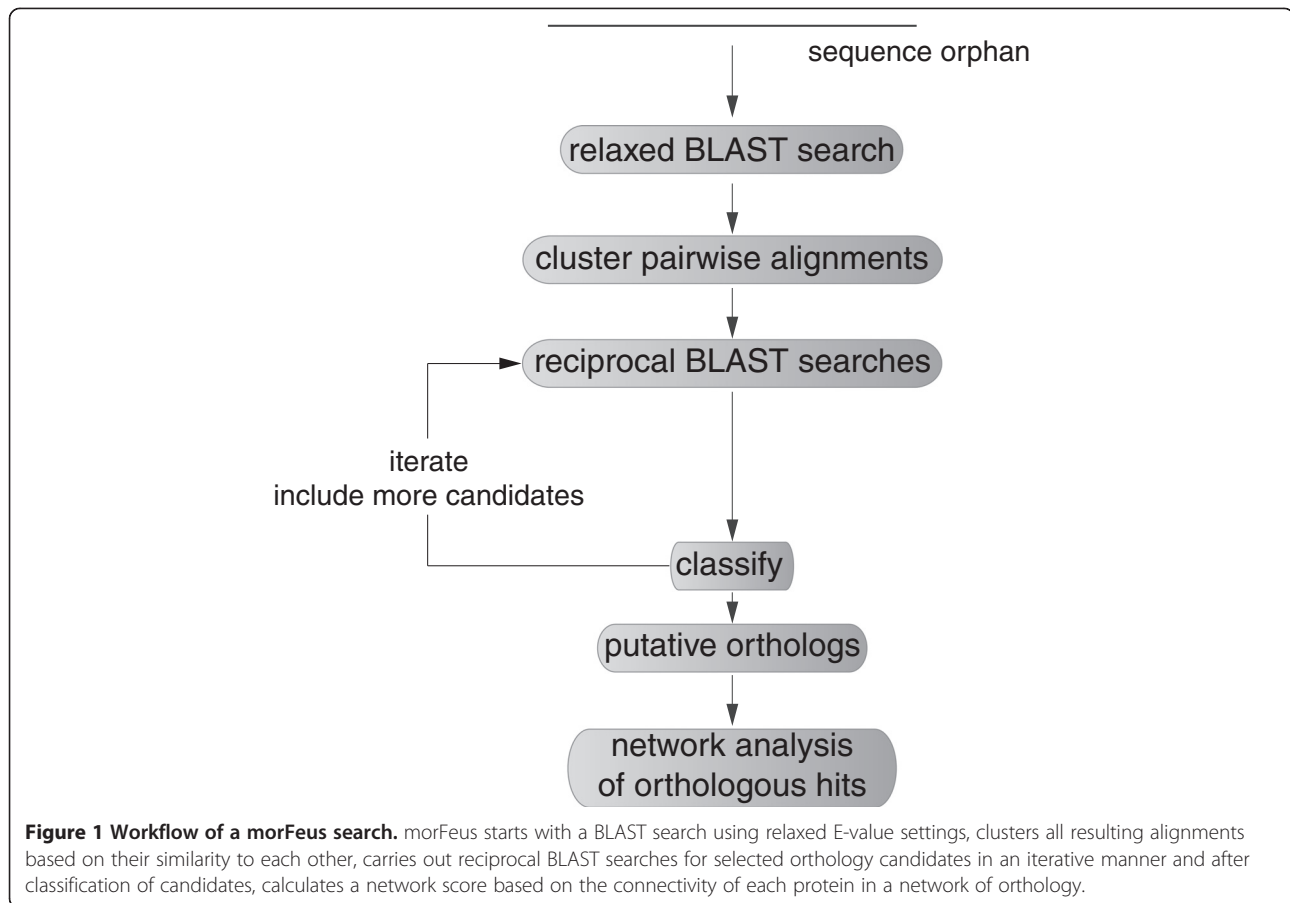 sequence orphan
relaxed BLAST search
cluster pairwise alignments
reciprocal BLAST searches
iterate
include more candidates
classify
putative orthologs
network analysis
of orthologous hits
Figure 1 Workflow of a morFeus search. morFeus starts with a BLAST search using relaxed E-value settings, clusters all resulting alignments
based on their similarity to each other, carries out reciprocal BLAST searches for selected orthology candidates in an iterative manner and after
classification of candidates, calculates a network score based on the connectivity of each protein in a network of orthology.